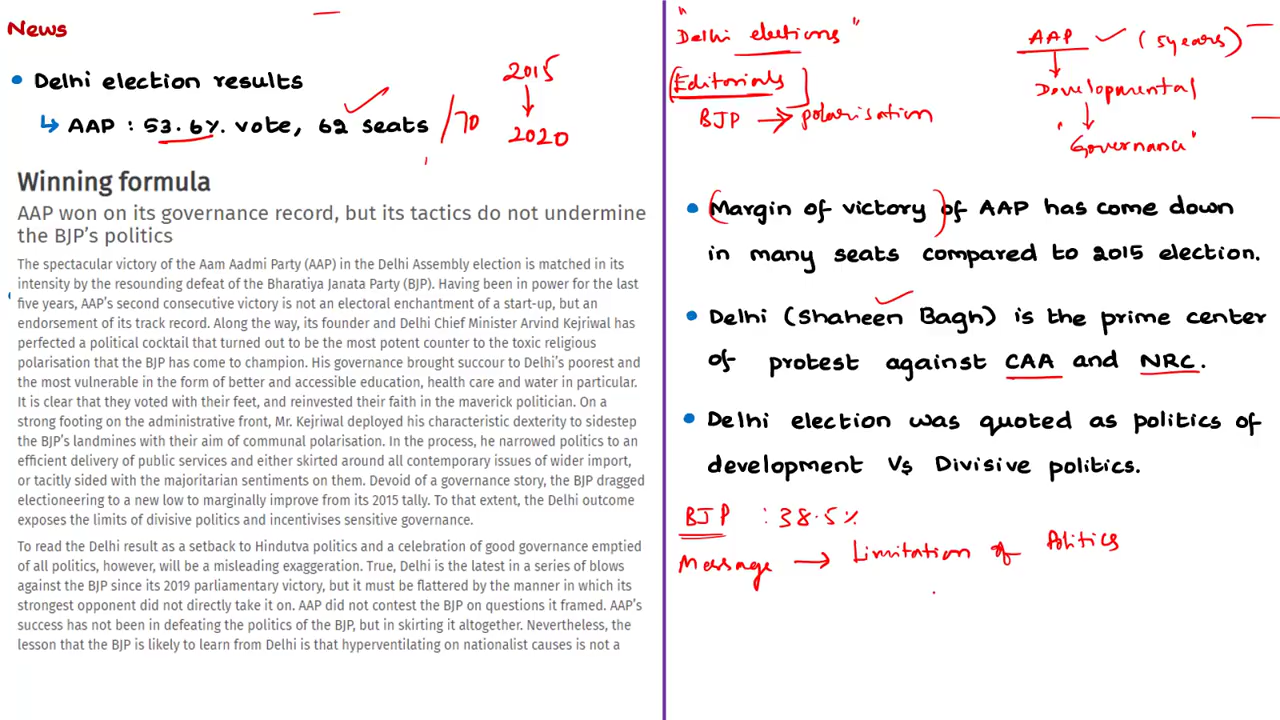 News
Delhi election results
AAP : 53.6%. vote, 62 seats /70
2015
2020
Winning formula
AAP won on its governance record, but its tactics do not undermine
the BJP's politics
The spectacular victory of the Aam Aadmi Party (AAP) in the Delhi Assembly election is matched in its
intensity by the resounding defeat of the Bharatiya Janata Party (BJP). Having been in power for the last
five years, AAP's second consecutive victory is not an electoral enchantment of a start-up, but an
endorsement of its track record. Along the way, its founder and Delhi Chief Minister Arvind Kejriwal has
perfected a political cocktail that turned out to be the most potent counter to the toxic religious
polarisation that the BJP has come to champion. His governance brought succour to Delhi's poorest and
the most vulnerable in the form of better and accessible education, health care and water in particular.
It is clear that they voted with their feet, and reinvested their faith in the maverick politician. On a
strong footing on the administrative front, Mr. Kejriwal deployed his characteristic dexterity to sidestep
the BJP's landmines with their aim of communal polarisation. In the process, he narrowed politics to an
efficient delivery of public services and either skirted around all contemporary issues of wider import,
or tacitly sided with the majoritarian sentiments on them. Devoid of a governance story, the BJP dragged
electioneering to a new low to marginally improve from its 2015 tally. To that extent, the Delhi outcome
exposes the limits of divisive politics and incentivises sensitive governance.
To read the Delhi result as a setback to Hindutva politics and a celebration of good governance emptied
of all politics, however, will be a misleading exaggeration. True, Delhi is the latest in a series of blows
against the BJP since its 2019 parliamentary victory, but it must be flattered by the manner in which its
strongest opponent did not directly take it on. AAP did not contest the BJP on questions it framed. AAP's
success has not been in defeating the politics of the BJP, but in skirting it altogether. Nevertheless, the
lesson that the BJP is likely to learn from Delhi is that hyperventilating on nationalist causes is not a
"Delhi elections"
Editorials
BJP → polarisation
AAP (5years)
Developmental
"Governance"
Margin of victory of AAP has come down
in many seats compared to 2015 election.
Delhi (Shaheen Bagh) is the prime center
of protest against CAA and NRC.
Delhi election was quoted as politics of
development Vs Divisive politics.
BJP : 38.5%
Message → Limitation of Politics